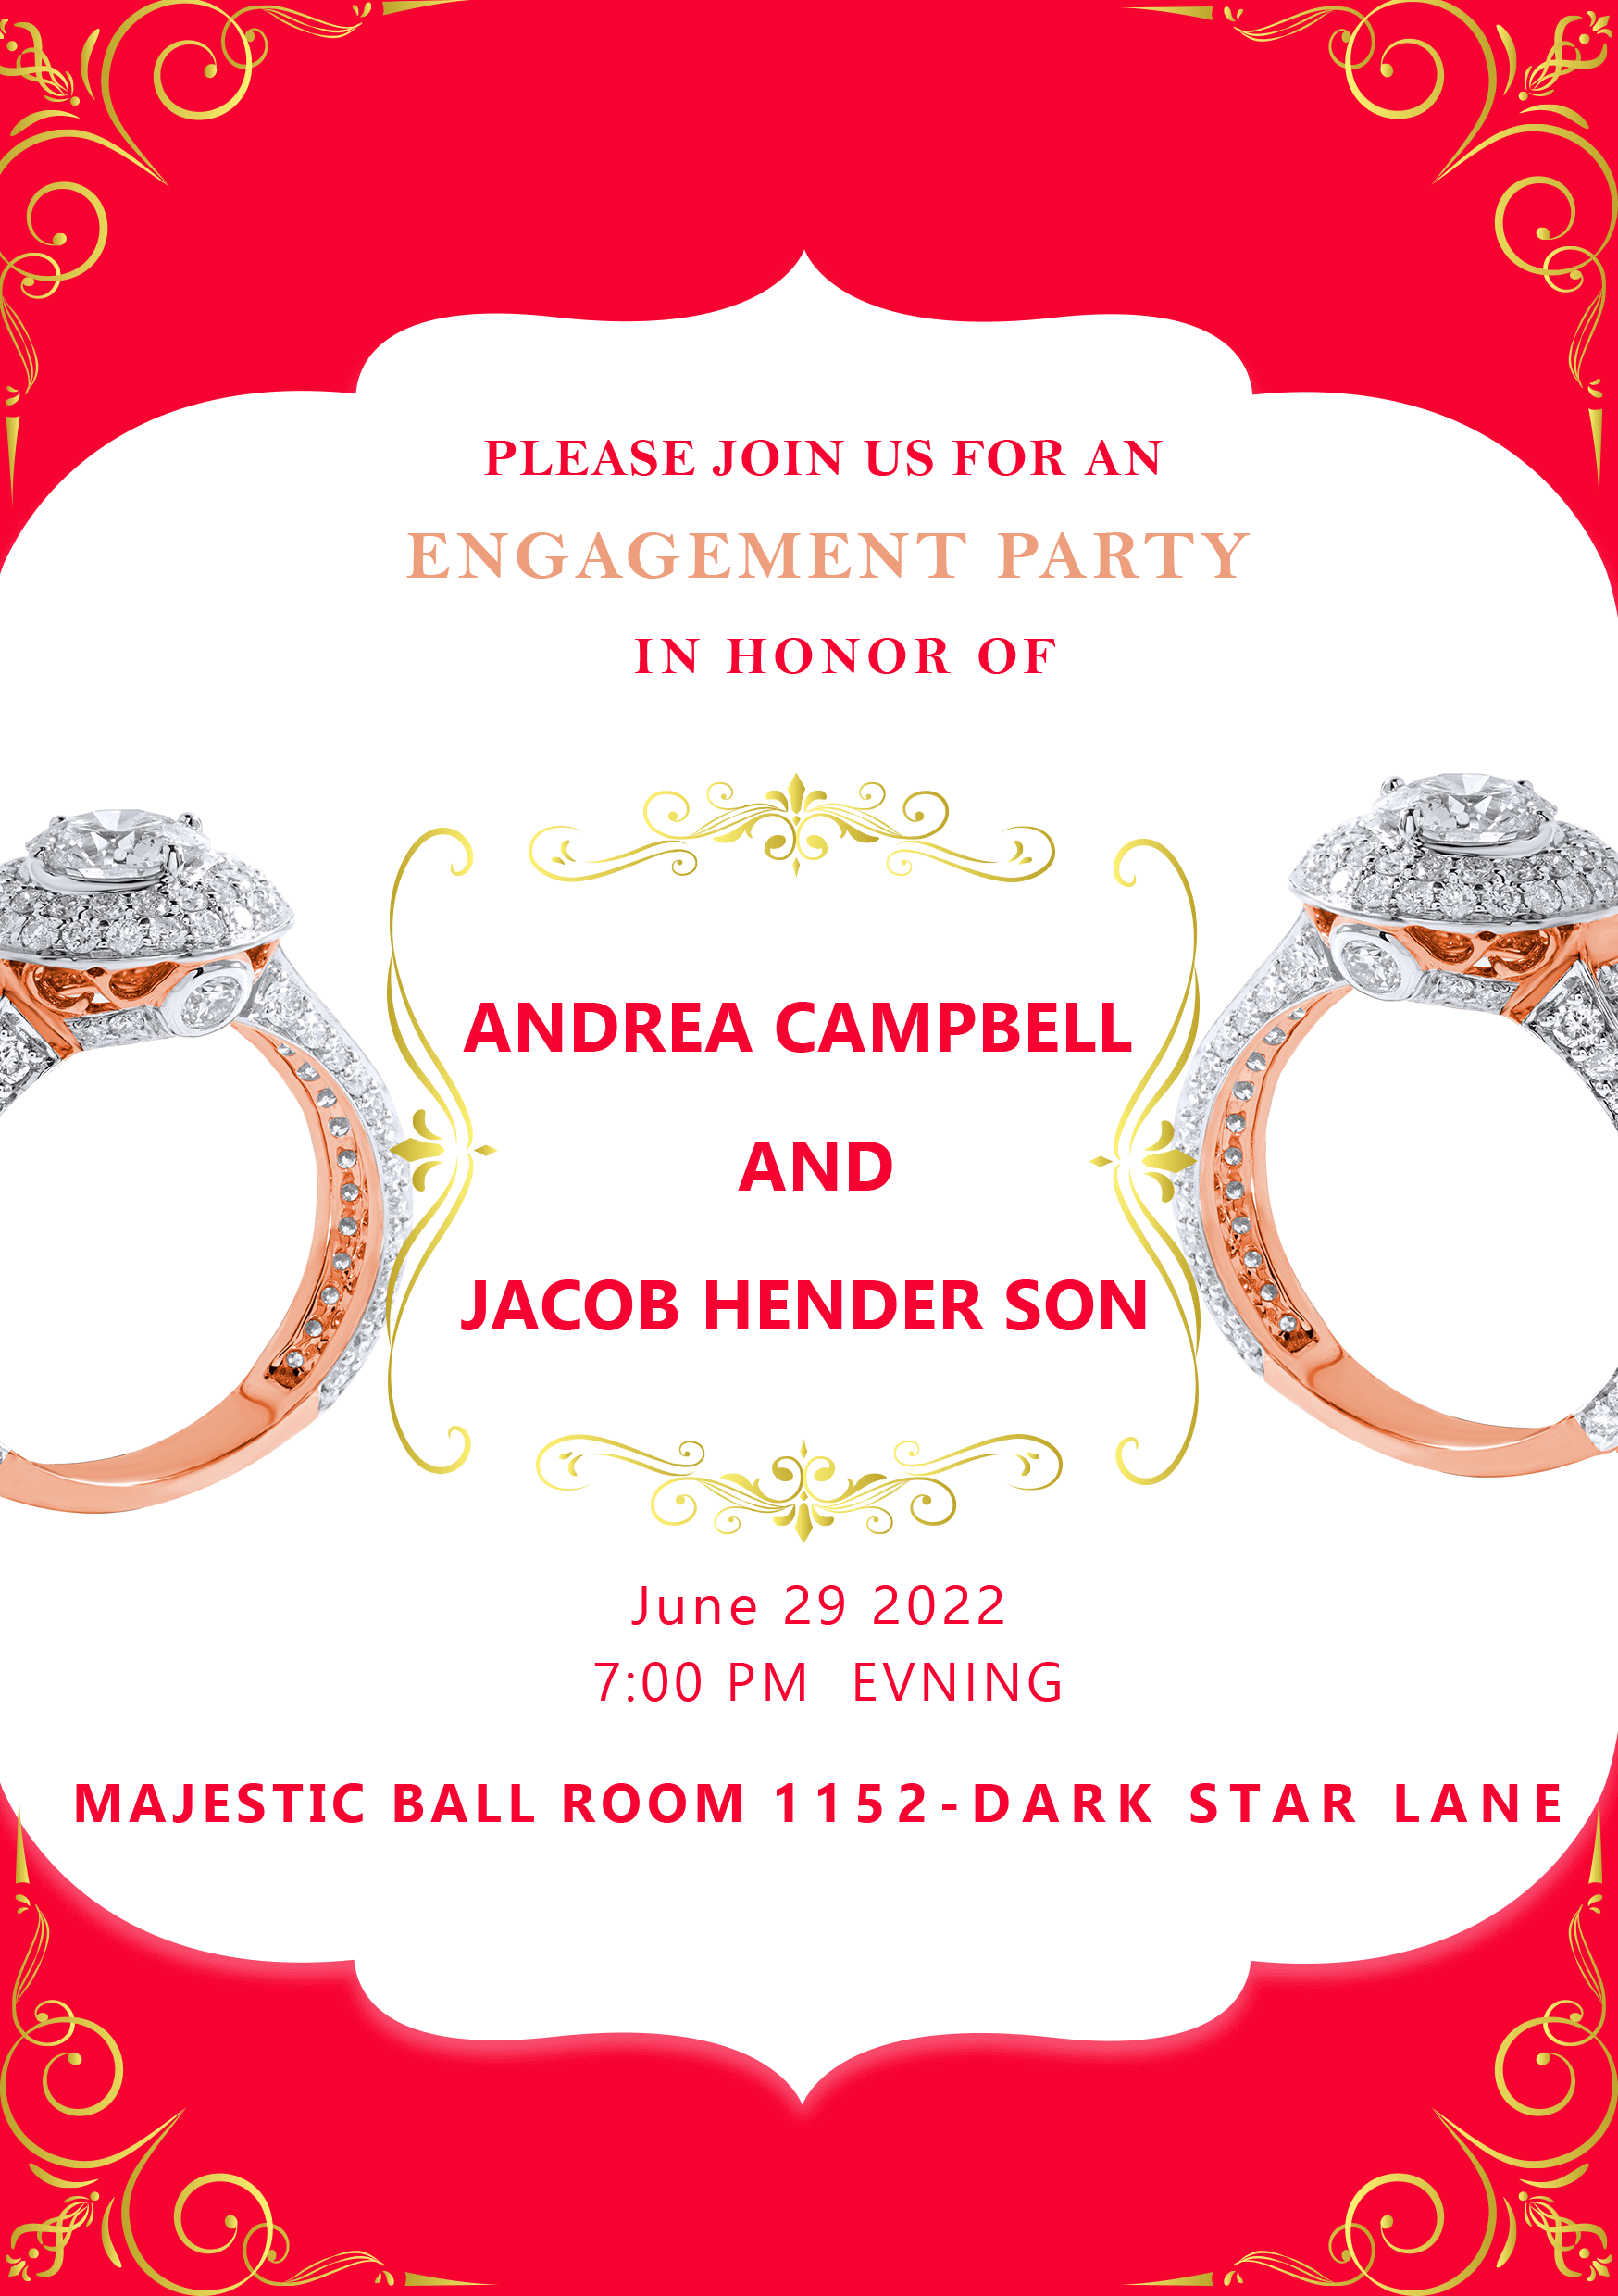 PLEASE JOIN US FOR AN
ENGAGEMENT PARTY
IN HONOR OF
ANDREA CAMPBELL
AND
JACOB HENDER SON
June 29 2022
7:00 PM EVNING
MAJESTIC BALL ROOM 1152-DARK STAR LANE